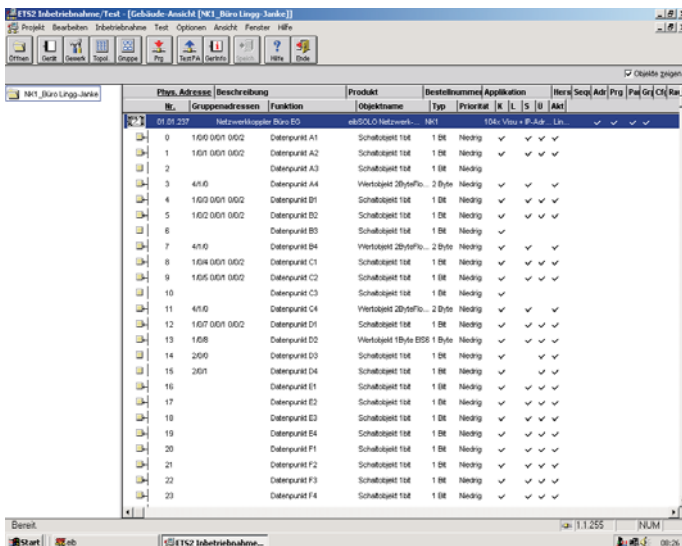 ETS2 Inbetriebnahme/Test - [Gebäude-Ansicht [NK1_Büro Lingg-Janke]]
Projekt Bearbeiten Inbetriebnahme Test Optionen Ansicht Fenster Hilfe
Öffnen Gerät Gewerk Topol. Gruppe Prg Test PA GerInfo Speich Hilfe Ende
Objekte zeigen
NK1_Büro Lingg-Janke
Phys. Adresse Beschreibung Produkt Bestellnummer Applikation Hers Sequ Adr Prg Par Grp Cfg
Nr. Gruppenadressen Funktion Objektname Typ Priorität K L S Ü Akt
01.01.237 Netzwerkkoppler Büro EG eibSOLO Netzwerk-... NK1 104x Visu + IP-Adr... Lin...
0 1/0/0 0/0/1 0/0/2 Datenpunkt A1 Schaltobjekt 1bit 1 Bit Niedrig
1 1/0/1 0/0/1 0/0/2 Datenpunkt A2 Schaltobjekt 1bit 1 Bit Niedrig
2 Datenpunkt A3 Schaltobjekt 1bit 1 Bit Niedrig
3 4/1/0 Datenpunkt A4 Wertobjekt 2ByteFlo... 2 Byte Niedrig
4 1/0/3 0/0/1 0/0/2 Datenpunkt B1 Schaltobjekt 1bit 1 Bit Niedrig
5 1/0/2 0/0/1 0/0/2 Datenpunkt B2 Schaltobjekt 1bit 1 Bit Niedrig
6 Datenpunkt B3 Schaltobjekt 1bit 1 Bit Niedrig
7 4/1/0 Datenpunkt B4 Wertobjekt 2ByteFlo... 2 Byte Niedrig
8 1/0/4 0/0/1 0/0/2 Datenpunkt C1 Schaltobjekt 1bit 1 Bit Niedrig
9 1/0/5 0/0/1 0/0/2 Datenpunkt C2 Schaltobjekt 1bit 1 Bit Niedrig
10 Datenpunkt C3 Schaltobjekt 1bit 1 Bit Niedrig
11 4/1/0 Datenpunkt C4 Wertobjekt 2ByteFlo... 2 Byte Niedrig
12 1/0/7 0/0/1 0/0/2 Datenpunkt D1 Schaltobjekt 1bit 1 Bit Niedrig
13 1/0/8 Datenpunkt D2 Wertobjekt 1Byte EIS6 1 Byte Niedrig
14 2/0/0 Datenpunkt D3 Schaltobjekt 1bit 1 Bit Niedrig
15 2/0/1 Datenpunkt D4 Schaltobjekt 1bit 1 Bit Niedrig
16 Datenpunkt E1 Schaltobjekt 1bit 1 Bit Niedrig
17 Datenpunkt E2 Schaltobjekt 1bit 1 Bit Niedrig
18 Datenpunkt E3 Schaltobjekt 1bit 1 Bit Niedrig
19 Datenpunkt E4 Schaltobjekt 1bit 1 Bit Niedrig
20 Datenpunkt F1 Schaltobjekt 1bit 1 Bit Niedrig
21 Datenpunkt F2 Schaltobjekt 1bit 1 Bit Niedrig
22 Datenpunkt F3 Schaltobjekt 1bit 1 Bit Niedrig
23 Datenpunkt F4 Schaltobjekt 1bit 1 Bit Niedrig
Bereit. 1.1.255 NUM
Start eib ETS2 Inbetriebnahme... 08:26